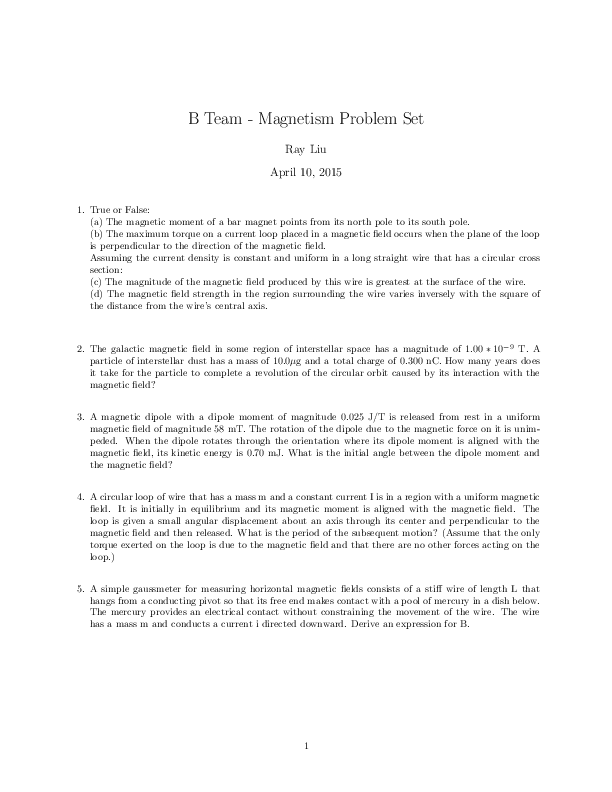 B Team - Magnetism Problem Set
Ray Liu
April 10, 2015
1. True or False:
(a) The magnetic moment of a bar magnet points from its north pole to its south pole.
(b) The maximum torque on a current loop placed in a magnetic field occurs when the plane of the loop
is perpendicular to the direction of the magnetic field.
Assuming the current density is constant and uniform in a long straight wire that has a circular cross
section:
(c) The magnitude of the magnetic field produced by this wire is greatest at the surface of the wire.
(d) The magnetic field strength in the region surrounding the wire varies inversely with the square of
the distance from the wire's central axis.
2. The galactic magnetic field in some region of interstellar space has a magnitude of 1.00 ∗ 10⁻⁹ T. A
particle of interstellar dust has a mass of 10.0μg and a total charge of 0.300 nC. How many years does
it take for the particle to complete a revolution of the circular orbit caused by its interaction with the
magnetic field?
3. A magnetic dipole with a dipole moment of magnitude 0.025 J/T is released from rest in a uniform
magnetic field of magnitude 58 mT. The rotation of the dipole due to the magnetic force on it is unim-
peded. When the dipole rotates through the orientation where its dipole moment is aligned with the
magnetic field, its kinetic energy is 0.70 mJ. What is the initial angle between the dipole moment and
the magnetic field?
4. A circular loop of wire that has a mass m and a constant current I is in a region with a uniform magnetic
field. It is initially in equilibrium and its magnetic moment is aligned with the magnetic field. The
loop is given a small angular displacement about an axis through its center and perpendicular to the
magnetic field and then released. What is the period of the subsequent motion? (Assume that the only
torque exerted on the loop is due to the magnetic field and that there are no other forces acting on the
loop.)
5. A simple gaussmeter for measuring horizontal magnetic fields consists of a stiff wire of length L that
hangs from a conducting pivot so that its free end makes contact with a pool of mercury in a dish below.
The mercury provides an electrical contact without constraining the movement of the wire. The wire
has a mass m and conducts a current i directed downward. Derive an expression for B.
1